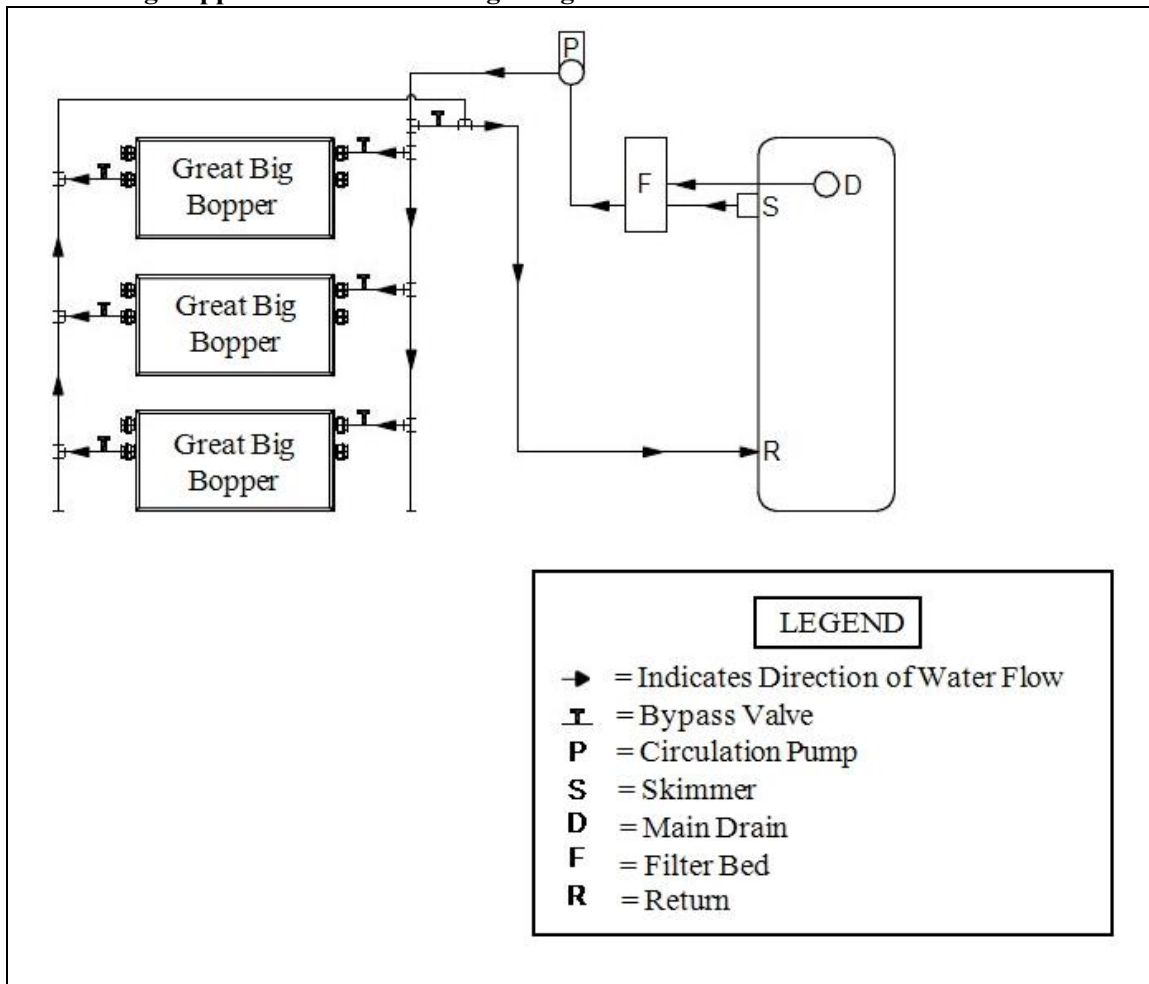 P
T
T
T
Great Big
Bopper
F
D
S
T
T
Great Big
Bopper
T
T
Great Big
Bopper
R
LEGEND
= Indicates Direction of Water Flow
T = Bypass Valve
P = Circulation Pump
S = Skimmer
D = Main Drain
F = Filter Bed
R = Return